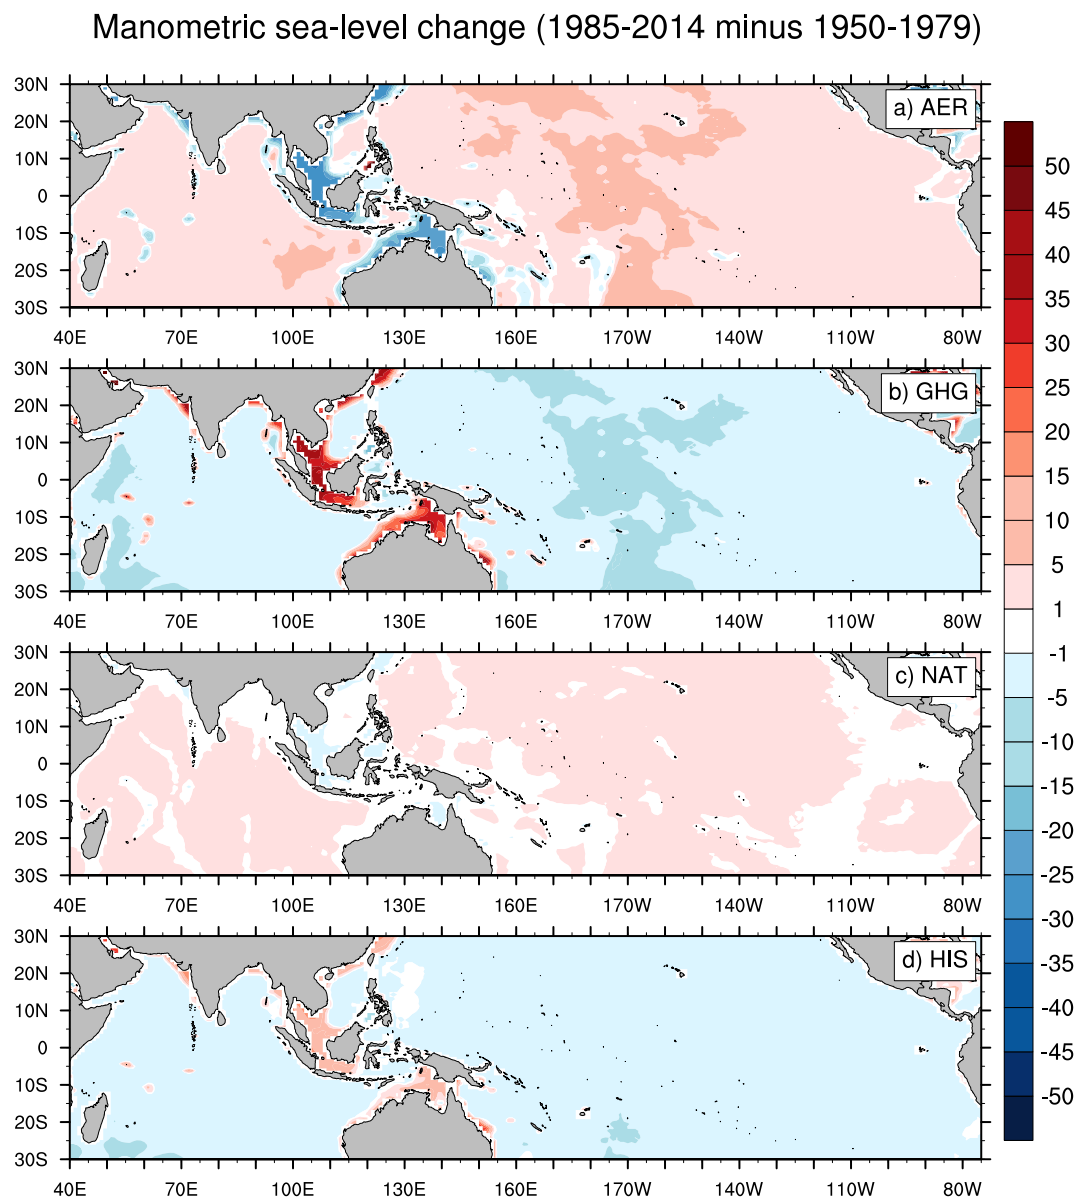 Manometric sea-level change (1985-2014 minus 1950-1979)
a) AER
30N
20N
10N
0
10S
20S
30S
40E 70E 100E 130E 160E 170W 140W 110W 80W
b) GHG
30N
20N
10N
0
10S
20S
30S
40E 70E 100E 130E 160E 170W 140W 110W 80W
c) NAT
30N
20N
10N
0
10S
20S
30S
40E 70E 100E 130E 160E 170W 140W 110W 80W
d) HIS
30N
20N
10N
0
10S
20S
30S
40E 70E 100E 130E 160E 170W 140W 110W 80W
50
45
40
35
30
25
20
15
10
5
1
-1
-5
-10
-15
-20
-25
-30
-35
-40
-45
-50